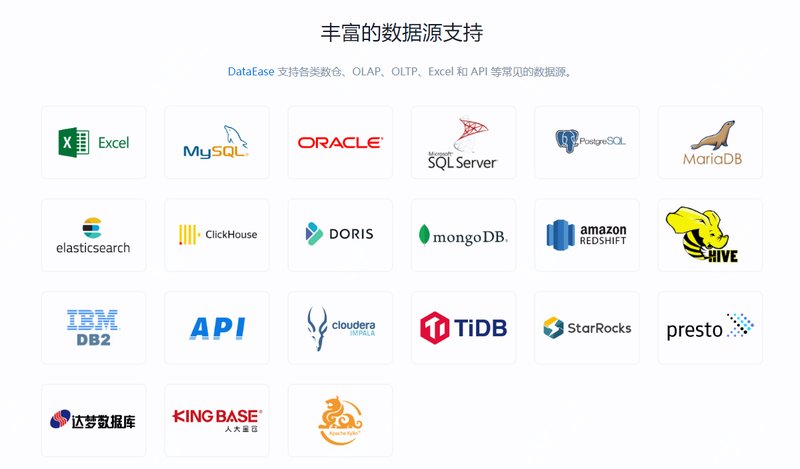 丰富的数据源支持
DataEase 支持各类数仓、OLAP、OLTP、Excel 和 API 等常见的数据源。
Excel
MySQL
ORACLE
Microsoft
SQL Server
PostgreSQL
MariaDB
elasticsearch
ClickHouse
DORIS
mongoDB
amazon
REDSHIFT
HIVE
IBM
DB2
API
cloudera
IMPALA
TiDB
StarRocks
presto
达梦数据库
KINGBASE
人大金仓
Apache Kylin